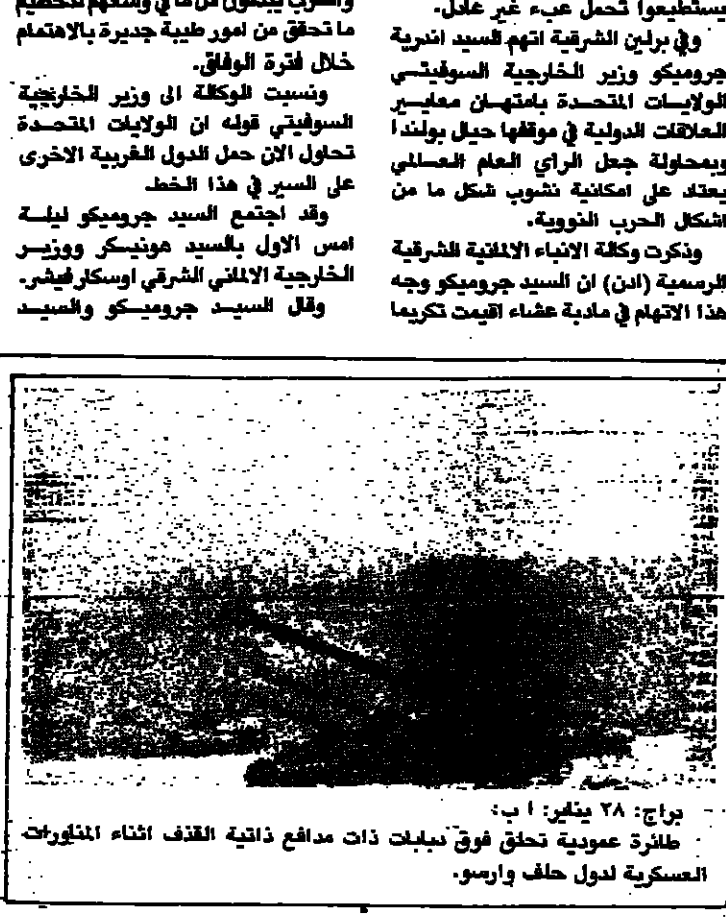 يستطيعوا تحمل عبء غير عادل.
وفي برلين الشرقية اتهم السيد اندرية
جروميكو وزير الخارجية السوفيتي
الولايات المتحدة بامتهان معايير
العلاقات الدولية في موقفها حيال بولندا
وبمحاولة جعل الراي العام العالمي
يعتاد على امكانية نشوب شكل ما من
اشكال الحرب النووية.
وذكرت وكالة الانباء الالمانية الشرقية
الرسمية (ادن) ان السيد جروميكو وجه
هذا الاتهام في مادبة عشاء اقيمت تكريما
ما في وسعهم لتحطيم
ما تحقق من امور طيبة جديرة بالاهتمام
خلال فترة الوفاق.
ونسبت الوكالة الى وزير الخارجية
السوفيتي قوله ان الولايات المتحدة
تحاول الان حمل الدول الغربية الاخرى
على السير في هذا الخط.
وقد اجتمع السيد جروميكو ليلة
امس الاول بالسيد هونيكر ووزير
الخارجية الالماني الشرقي اوسكار فيشر.
وقال السيد جروميكو والسيد
براج: ٢٨ يناير: ا ب:
طائرة عمودية تحلق فوق دبابات ذات مدافع ذاتية القذف اثناء المناورات
العسكرية لدول حلف وارسو.